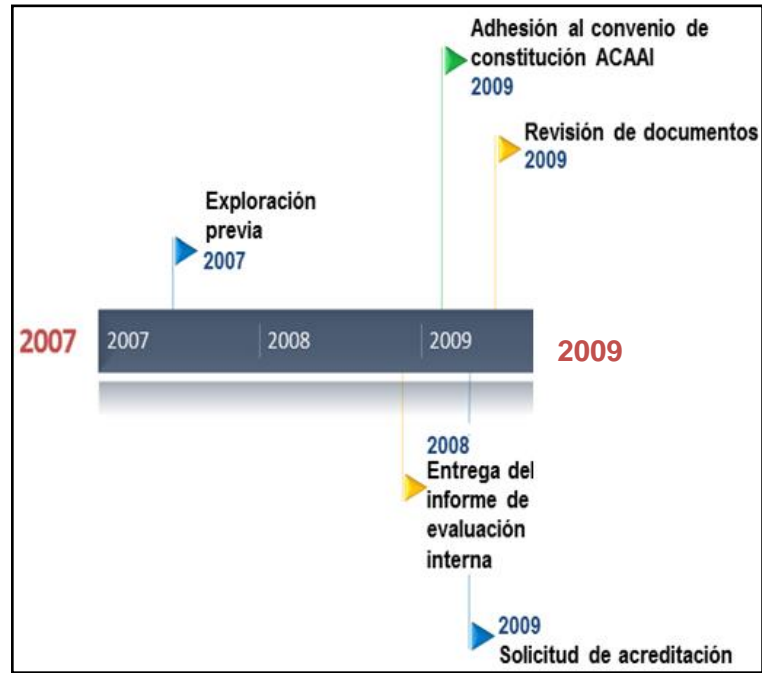 Adhesión al convenio de
constitución ACAAI
2009
Revisión de documentos
2009
Exploración
previa
2007
2007
2007
2008
2009
2009
2008
Entrega del
informe de
evaluación
interna
2009
Solicitud de acreditación